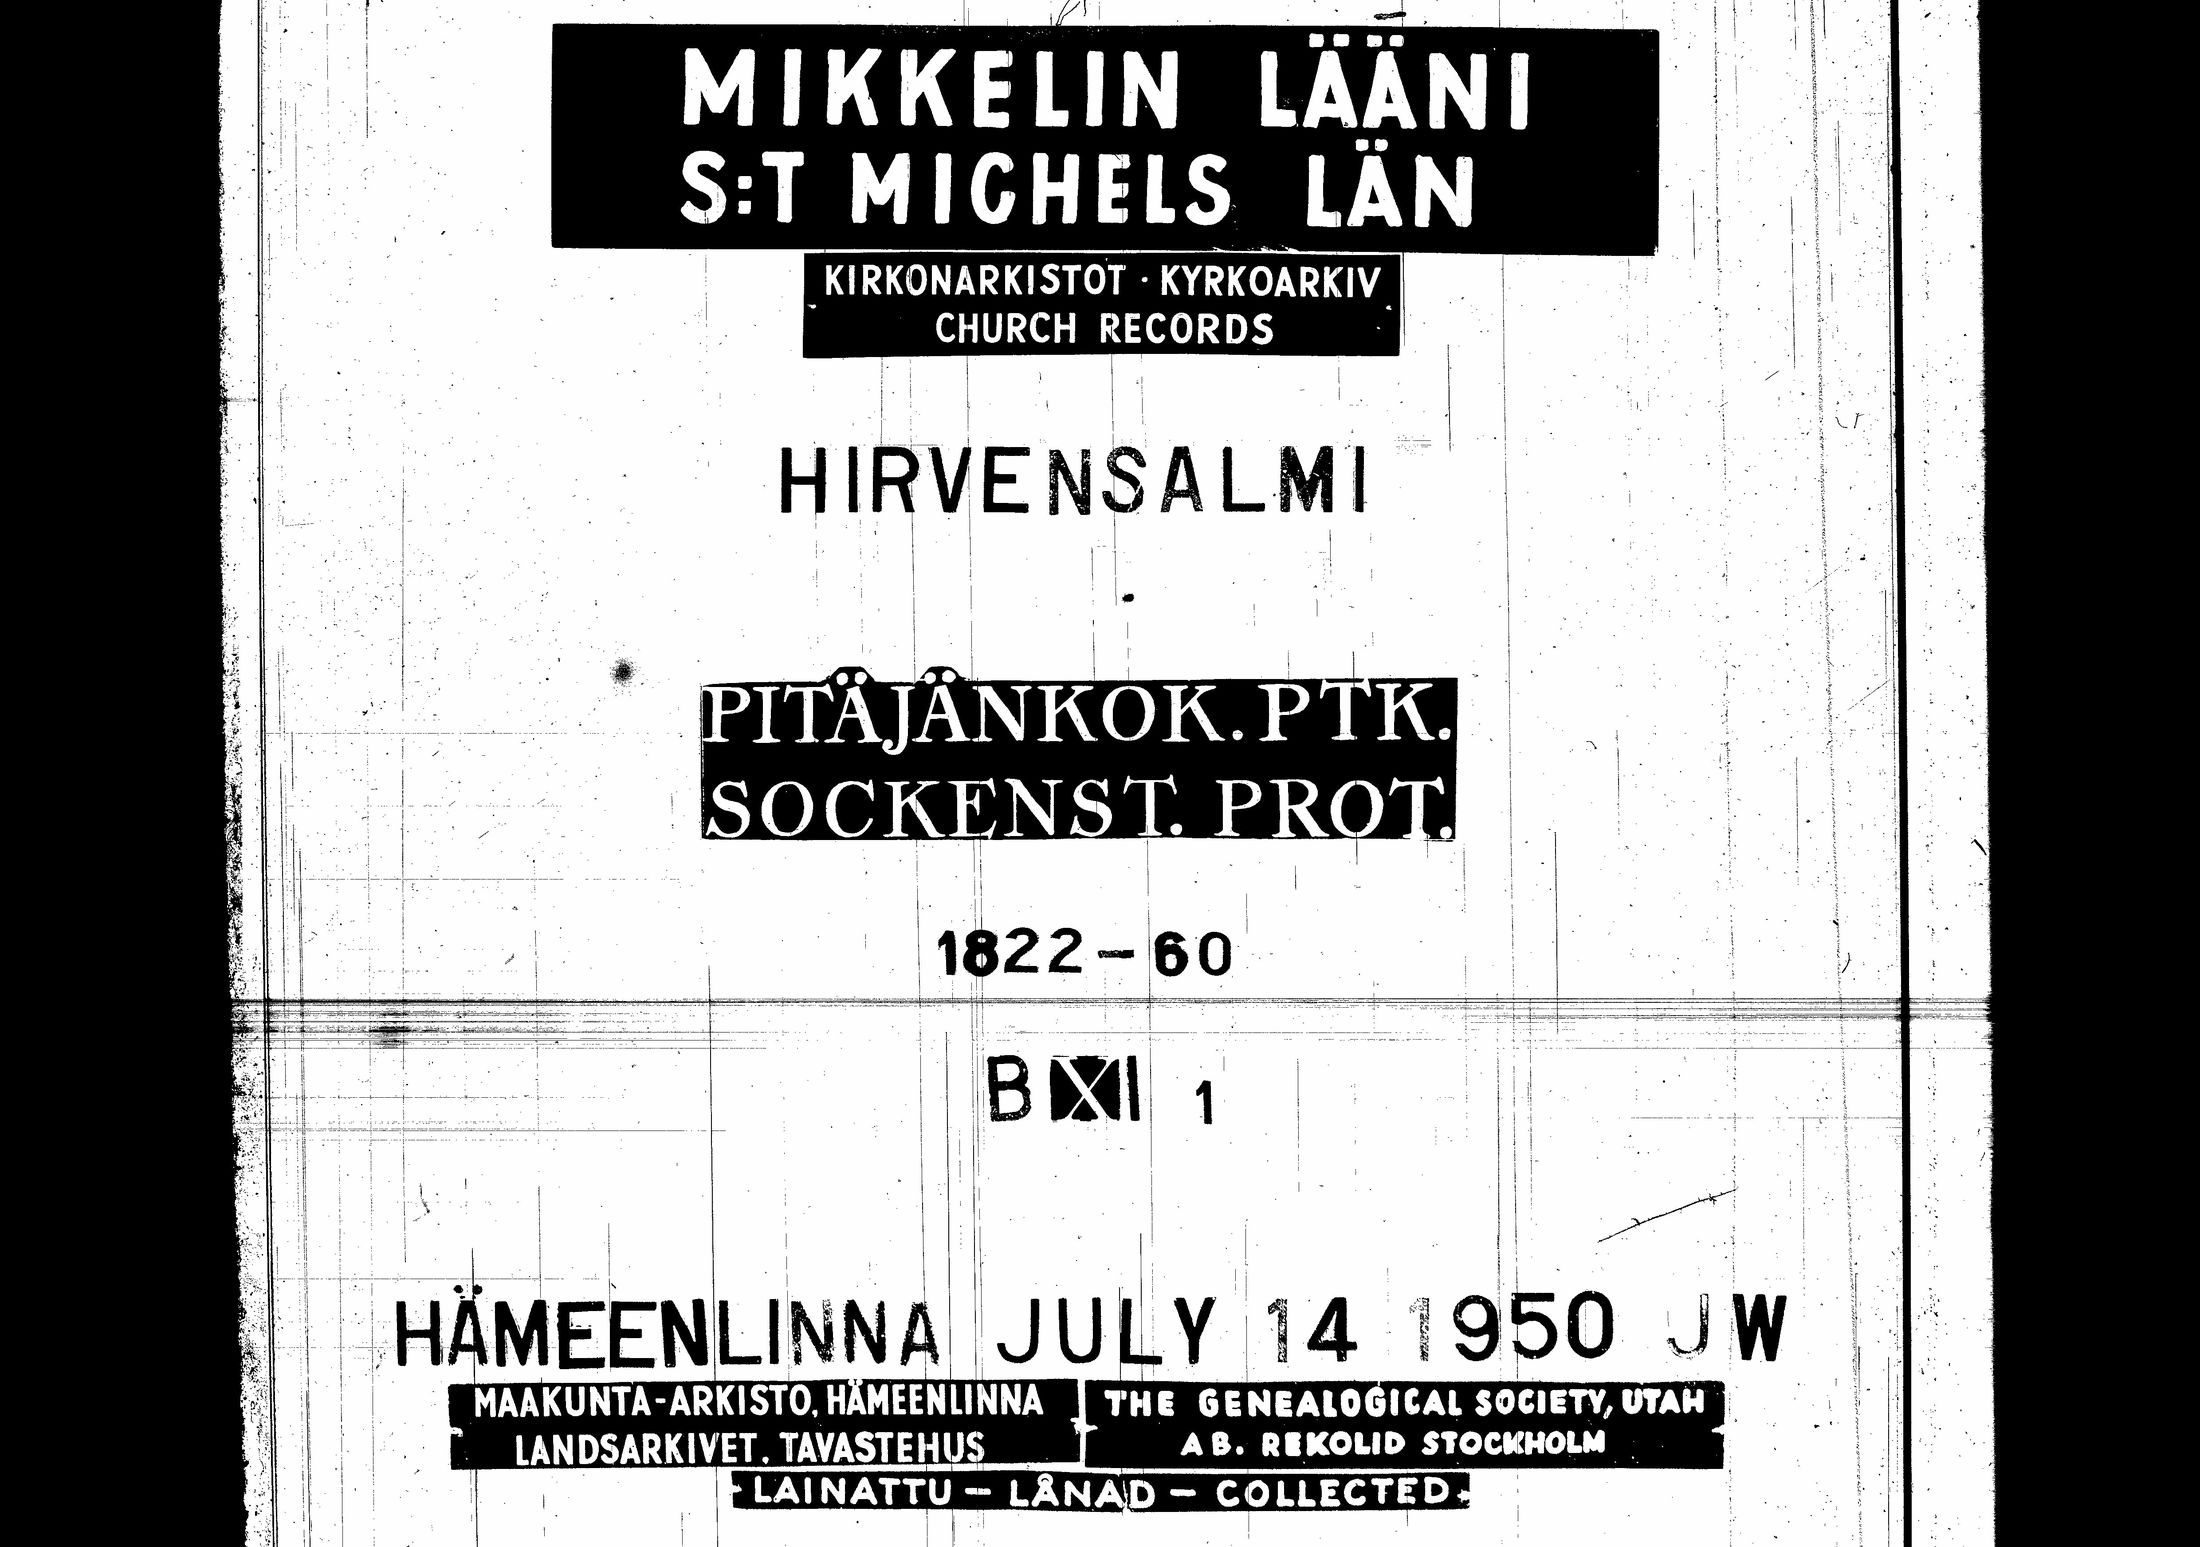 MIKKELIN LÄÄNI
S:T MICHELS LÄN
KIRKONARKISTOT · KYRKOARKIV
CHURCH RECORDS
HIRVENSALMI
PITÄJÄNKOK. PTK.
SOCKENST. PROT.
1822-60
B XI 1
HÄMEENLINNA JULY 14 1950 JW
MAAKUNTA-ARKISTO, HÄMEENLINNA
LANDSARKIVET. TAVASTEHUS
THE GENEALOGICAL SOCIETY, UTAH
AB. REKOLID STOCKHOLM
LAINATTU - LÅNAD - COLLECTED